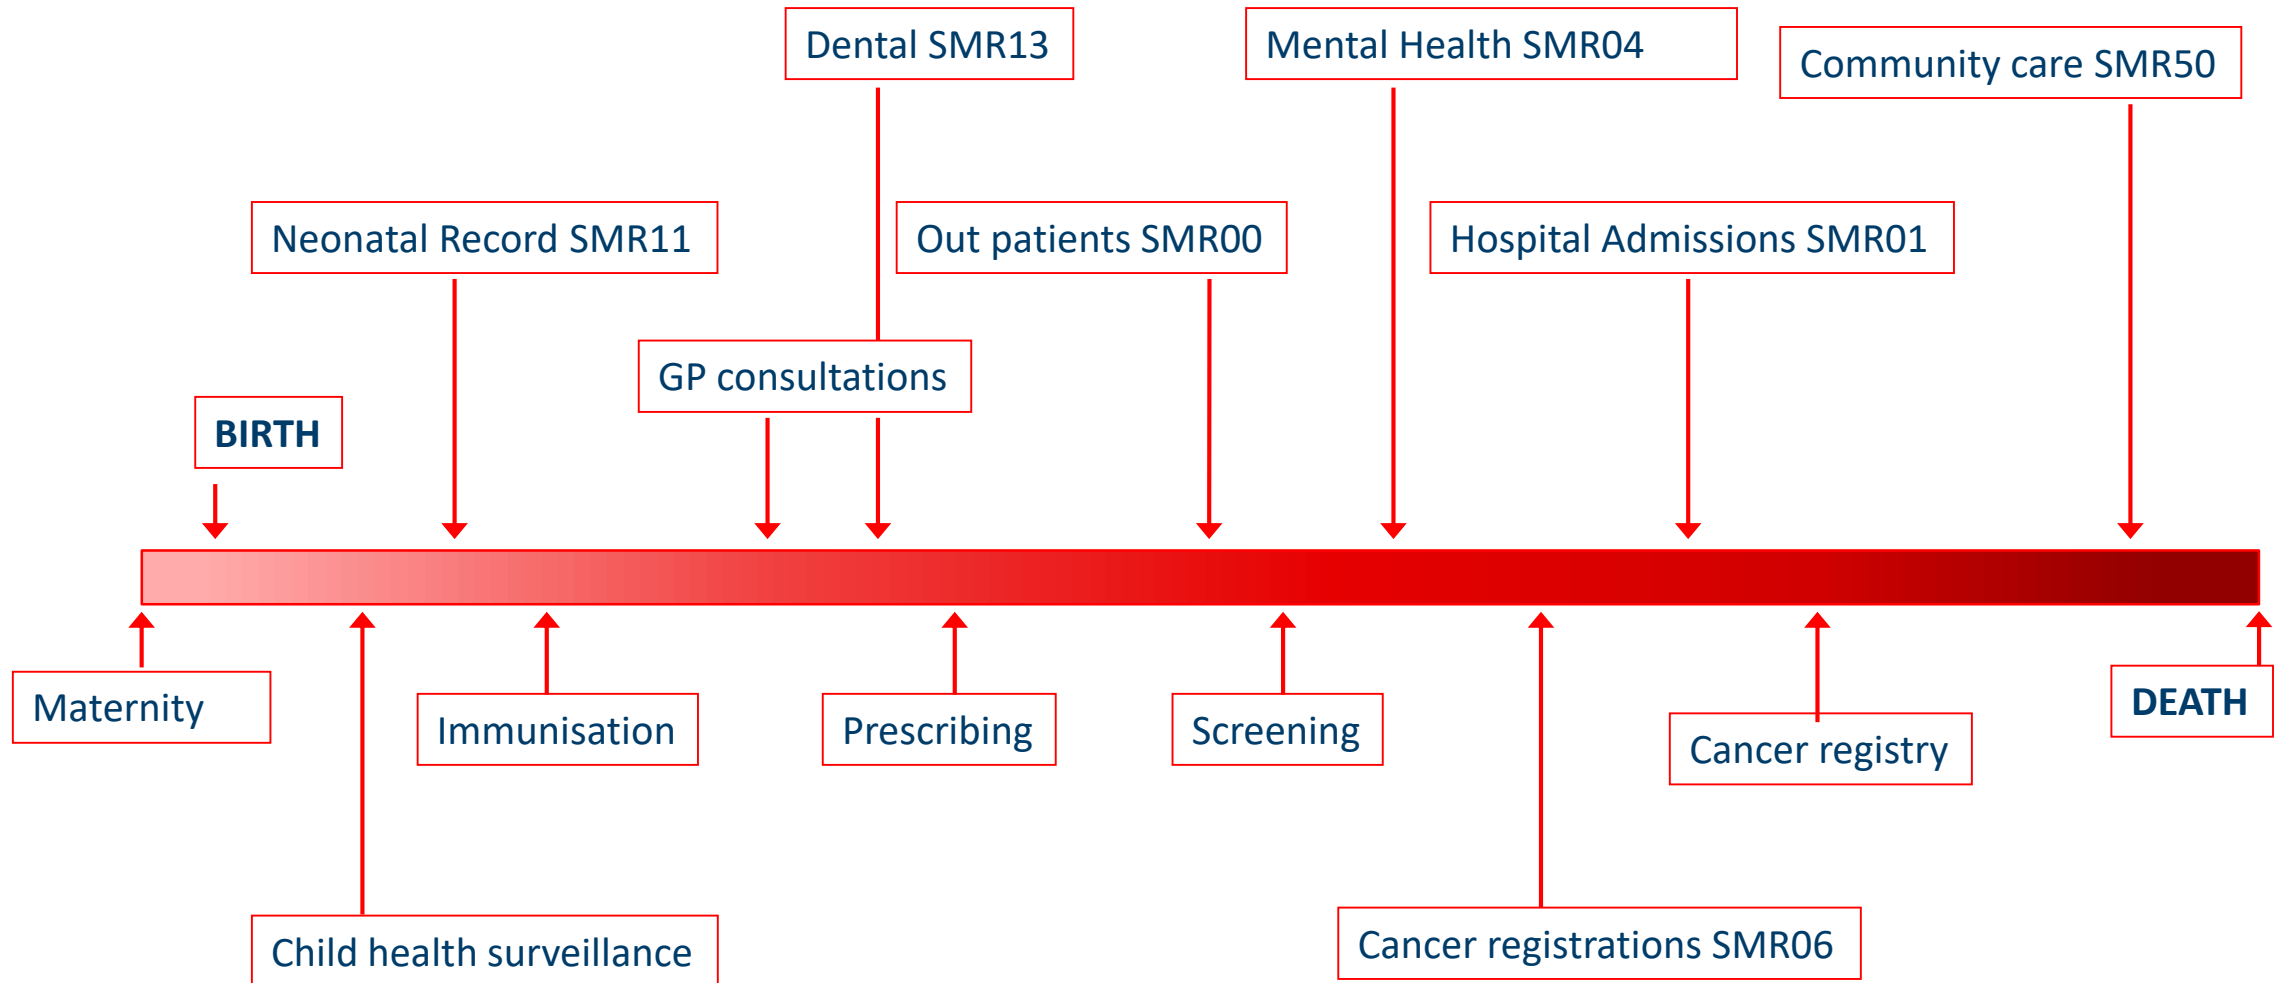 Dental SMR13
Mental Health SMR04
Community care SMR50
Neonatal Record SMR11
Out patients SMR00
Hospital Admissions SMR01
GP consultations
BIRTH
Maternity
Immunisation
Prescribing
Screening
Cancer registry
DEATH
Child health surveillance
Cancer registrations SMR06